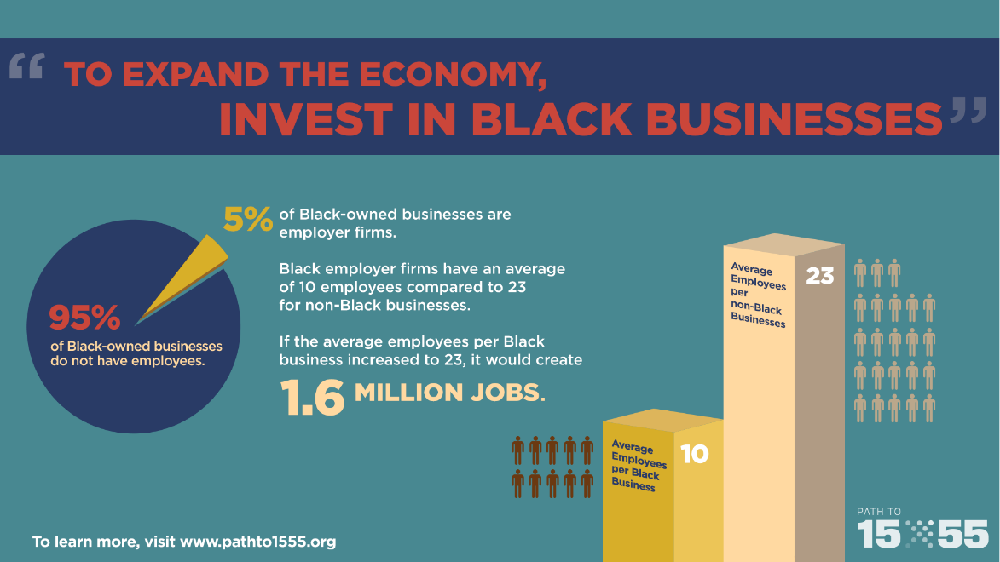 “ TO EXPAND THE ECONOMY,
INVEST IN BLACK BUSINESSES ”
5% of Black-owned businesses are
employer firms.
Black employer firms have an average
of 10 employees compared to 23
for non-Black businesses.
If the average employees per Black
business increased to 23, it would create
1.6 MILLION JOBS.
95%
of Black-owned businesses
do not have employees.
Average
Employees
per Black
Business
10
Average
Employees
per
non-Black
Businesses
23
To learn more, visit www.pathto1555.org
PATH TO
15 55